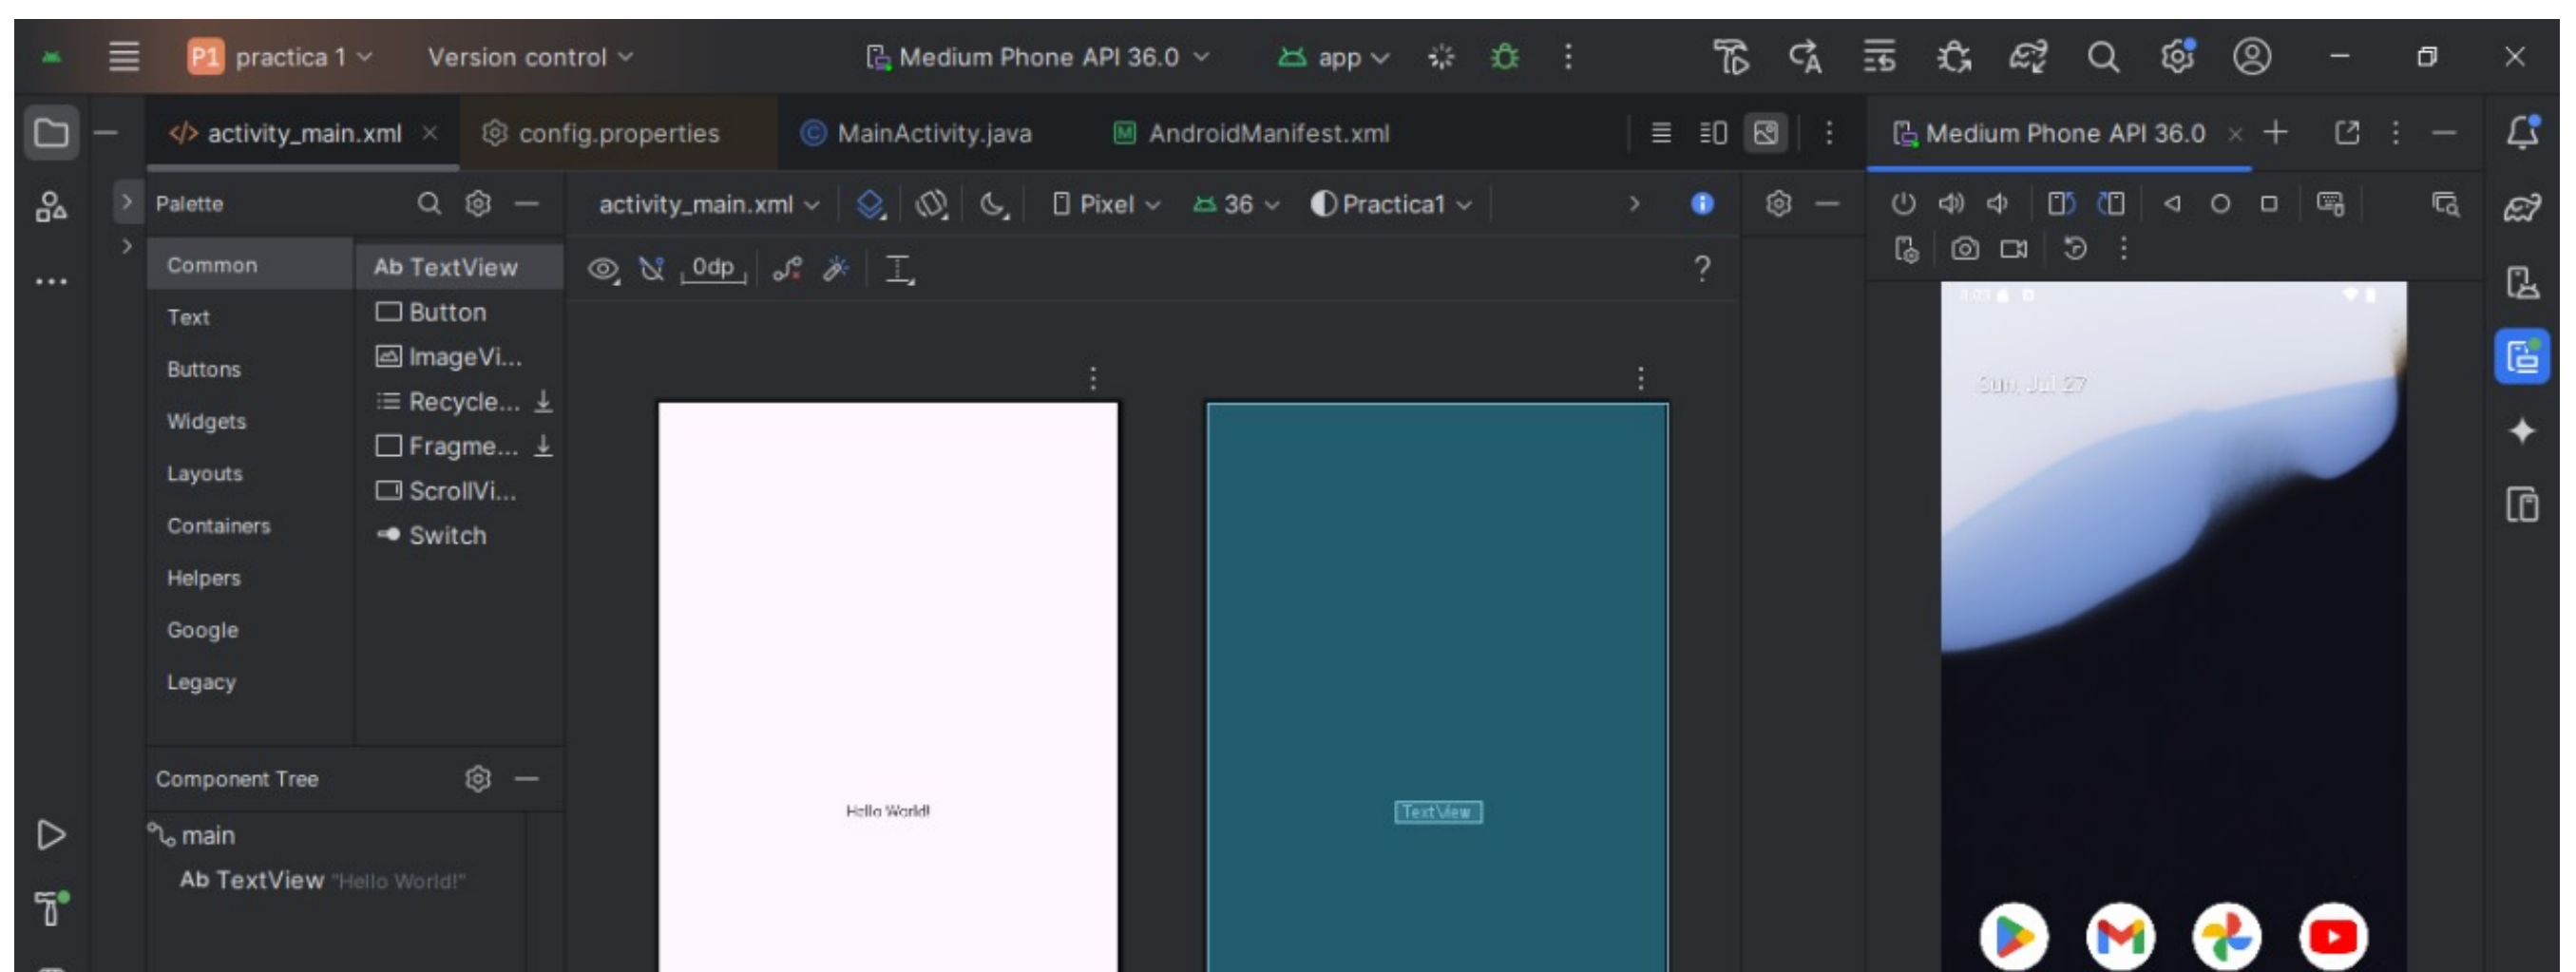 P1 practica 1 Version control Medium Phone API 36.0 app
activity_main.xml config.properties MainActivity.java AndroidManifest.xml Medium Phone API 36.0
Palette activity_main.xml Pixel 36 Practica1
Common Ab TextView 0dp ?
Text Button
Buttons ImageVi...
Widgets Recycle...
Layouts Fragme...
Containers ScrollVi...
Helpers Switch
Google
Legacy
Sun, Jul 27
Component Tree
Hello World! TextView
main
Ab TextView "Hello World!"